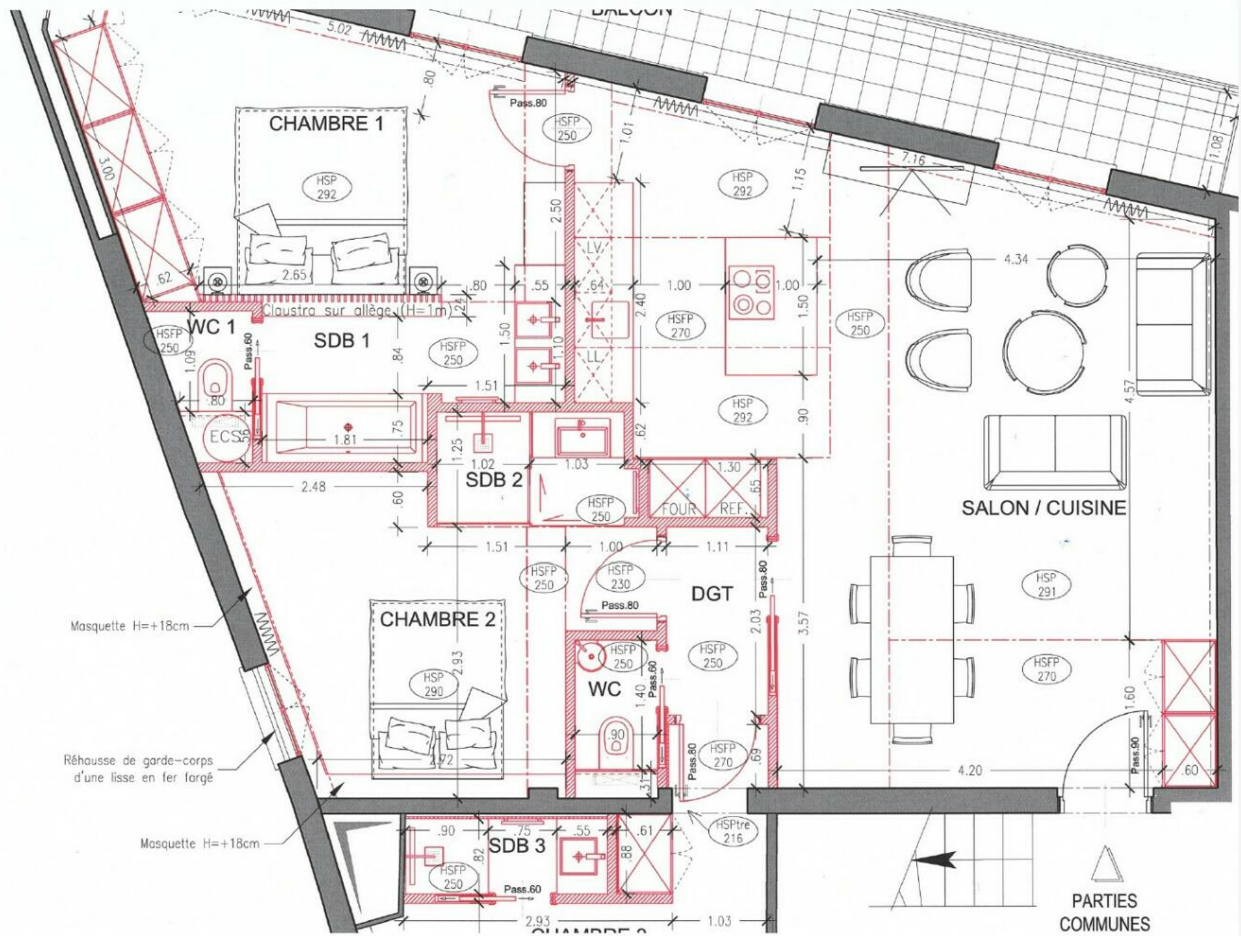 BALCON
5.02
.80
Pass.80
HSFP
250
1.01
CHAMBRE 1
HSP
292
3.00
2.50
HSP
292
1.15
7.16
1.08
LV
.62
2.65
.80
.55
.64
1.00
1.00
4.34
Claustra sur allège (H=1m)
.24
2.40
1.50
WC 1
HSFP
250
SDB 1
HSFP
250
1.50
1.10
HSFP
270
HSFP
250
1.09
Pass.60
.84
LL
1.51
.80
4.57
HSP
292
.90
ECS
.56
1.81
.75
1.25
.62
1.02
1.03
1.30
2.48
SDB 2
.65
.60
HSFP
250
FOUR
REF.
SALON / CUISINE
1.51
1.00
1.11
HSFP
250
HSFP
230
DGT
Pass.80
HSP
291
Masquette H=+18cm
CHAMBRE 2
Pass.80
2.03
3.57
2.93
HSFP
250
HSFP
250
HSFP
270
HSP
290
WC
Pass.60
1.40
1.60
.90
Réhausse de garde-corps
d'une lisse en fer forgé
2.72
Pass.80
HSFP
270
.69
Pass.90
.31
4.20
.60
Masquette H=+18cm
.90
.75
.55
.61
HSPtre
216
SDB 3
.82
.88
HSFP
250
Pass.60
2.93
1.03
PARTIES
COMMUNES